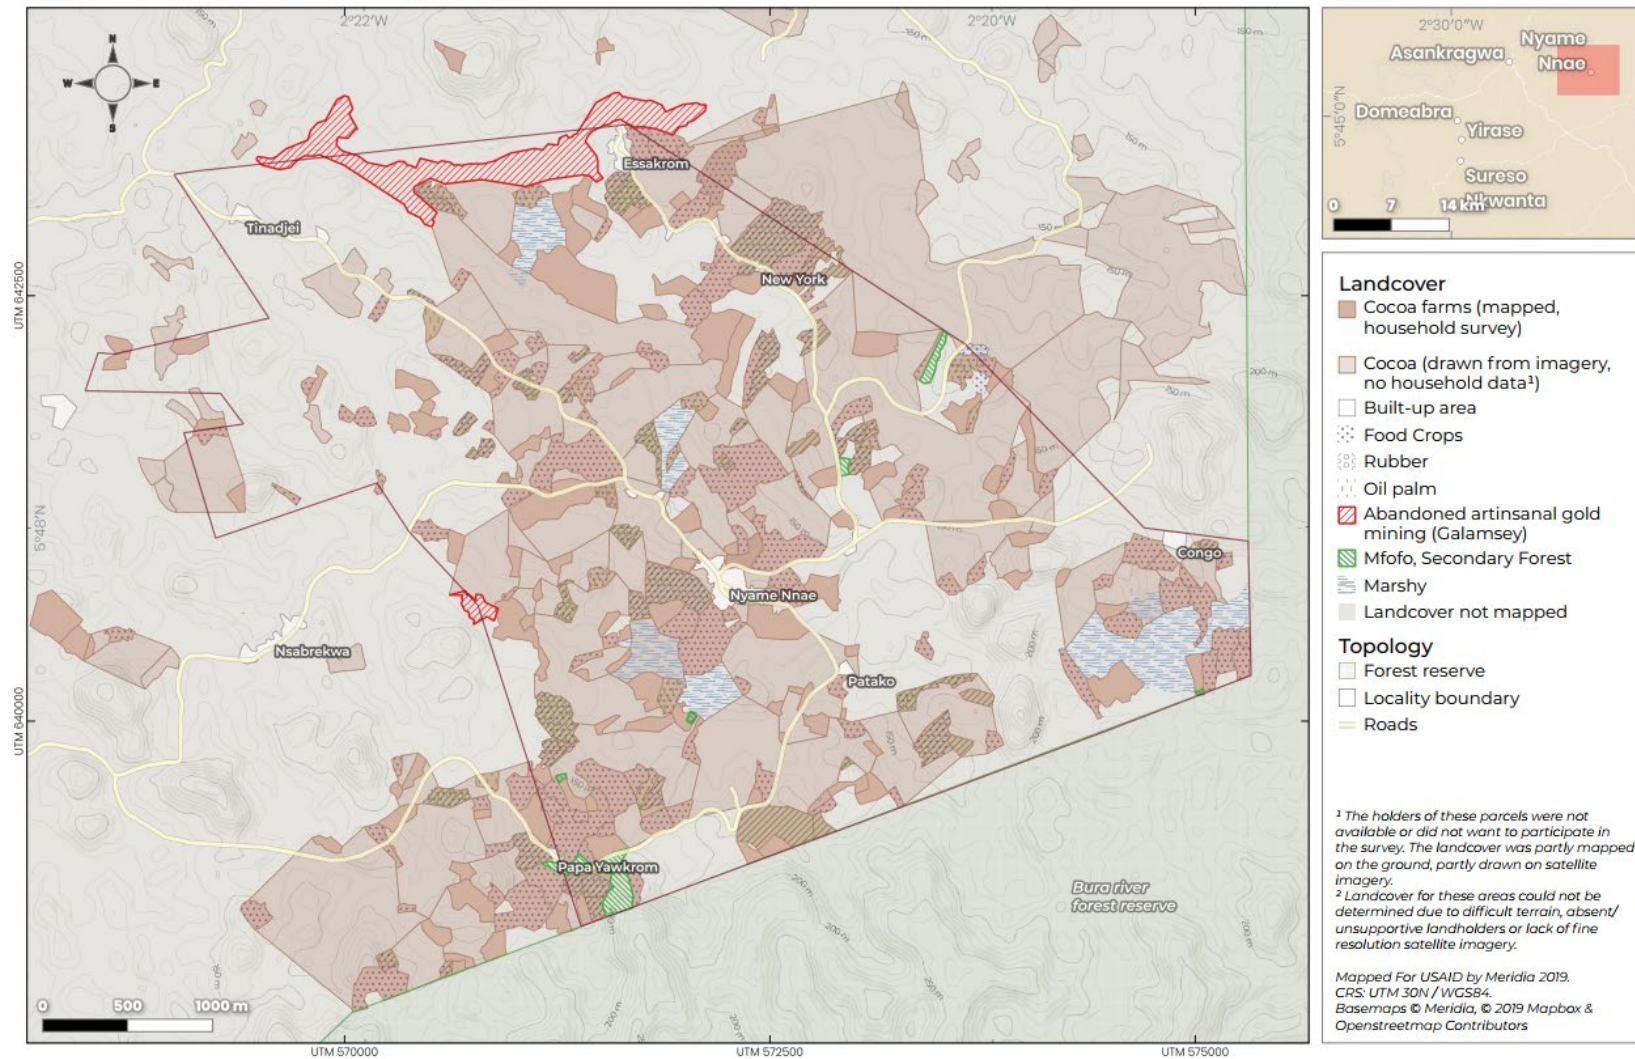 2°22'W
2°20'W
150 m
N
W
E
S
Essakrom
Tinadjei
New York
UTM 642500
5°48'N
Congo
Nyame Nnae
Nsabrekwa
Patako
UTM 640000
Papa Yawkrom
Bura river
forest reserve
200 m
250 m
0 500 1000 m
UTM 570000
UTM 572500
UTM 575000
2°30'0"W
Nyame
Nnae
Asankragwa
5°45'0"N
Domeabra
Yirase
Sureso
Nkwanta
0 7 14 km
Landcover
Cocoa farms (mapped,
household survey)
Cocoa (drawn from imagery,
no household data¹)
Built-up area
Food Crops
Rubber
Oil palm
Abandoned artinsanal gold
mining (Galamsey)
Mfofo, Secondary Forest
Marshy
Landcover not mapped
Topology
Forest reserve
Locality boundary
Roads
¹ The holders of these parcels were not
available or did not want to participate in
the survey. The landcover was partly mapped
on the ground, partly drawn on satellite
imagery.
² Landcover for these areas could not be
determined due to difficult terrain, absent/
unsupportive landholders or lack of fine
resolution satellite imagery.
Mapped For USAID by Meridia 2019.
CRS: UTM 30N / WGS84.
Basemaps © Meridia, © 2019 Mapbox &
Openstreetmap Contributors